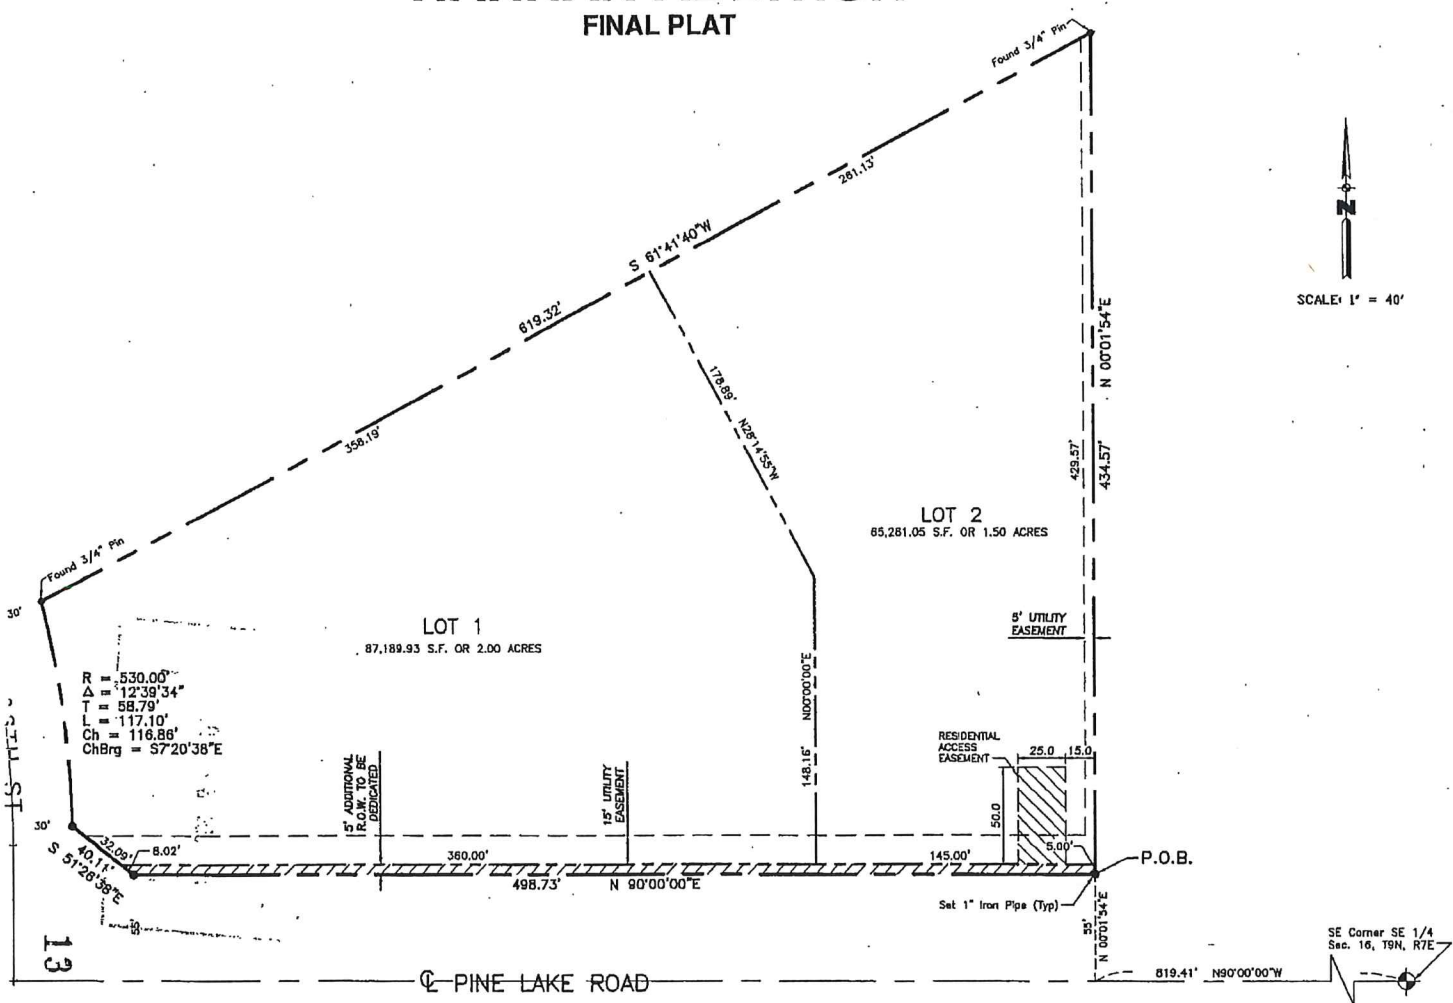 FINAL PLAT
Found 3/4" Pin
261.13'
S 61°41'40"W
619.32'
358.19'
SCALE: 1" = 40'
N 00°01'54"E
178.89' N28°14'55"W
429.57'
434.57'
LOT 2
65,281.05 S.F. OR 1.50 ACRES
Found 3/4" Pin
30'
LOT 1
87,189.93 S.F. OR 2.00 ACRES
5' UTILITY
EASEMENT
R = 530.00'
Δ = 12°39'34"
T = 58.79'
L = 117.10'
Ch = 116.86'
ChBrg = S7°20'38"E
148.16' N00°00'00"E
RESIDENTIAL
ACCESS
EASEMENT
25.0
15.0
50.0
5' ADDITIONAL
R.O.W. TO BE
DEDICATED
15' UTILITY
EASEMENT
30'
32.09'
40.11'
S 51°26'38"E
8.02'
360.00'
145.00'
5.00'
P.O.B.
498.73' N 90°00'00"E
Set 1" Iron Pipe (Typ)
55'
N 00°01'54"E
13
55'
SE Corner SE 1/4
Sec. 16, T9N, R7E
℄ PINE LAKE ROAD
819.41' N90°00'00"W